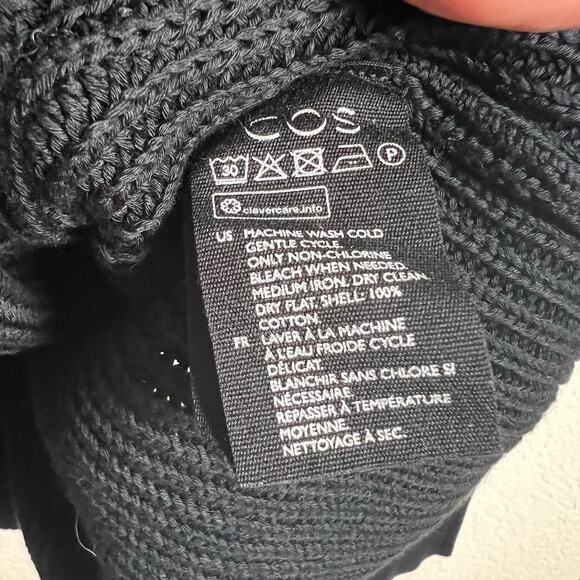 COS
30 P
clevercare.info
US MACHINE WASH COLD
GENTLE CYCLE.
ONLY NON-CHLORINE
BLEACH WHEN NEEDED.
MEDIUM IRON. DRY CLEAN.
DRY FLAT. SHELL: 100%
COTTON
FR LAVER À LA MACHINE
À L'EAU FROIDE CYCLE
DÉLICAT.
BLANCHIR SANS CHLORE SI
NÉCESSAIRE.
REPASSER À TEMPÉRATURE
MOYENNE.
NETTOYAGE À SEC.